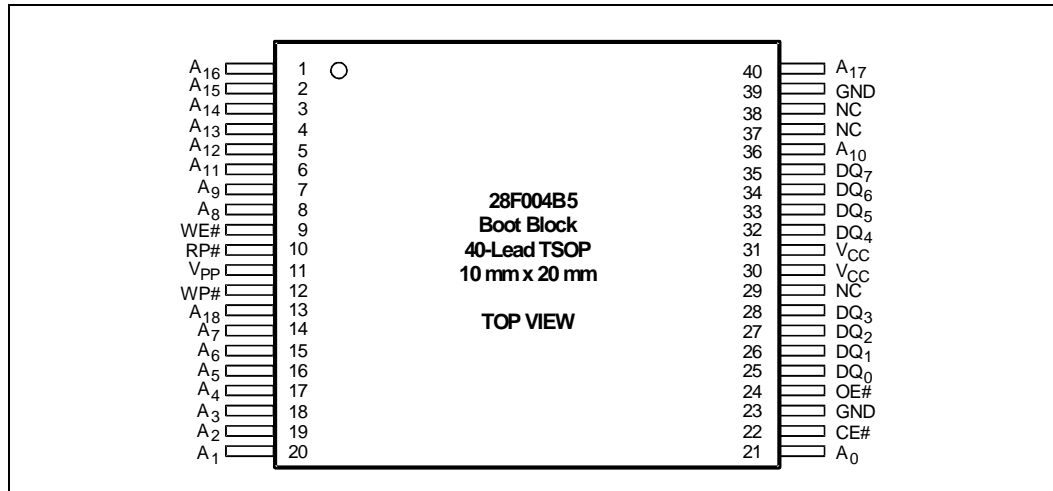 A16 1 40 A17
A15 2 39 GND
A14 3 38 NC
A13 4 37 NC
A12 5 36 A10
A11 6 35 DQ7
A9 7 34 DQ6
A8 8 33 DQ5
WE# 9 32 DQ4
RP# 10 31 VCC
VPP 11 30 VCC
WP# 12 29 NC
A18 13 28 DQ3
A7 14 27 DQ2
A6 15 26 DQ1
A5 16 25 DQ0
A4 17 24 OE#
A3 18 23 GND
A2 19 22 CE#
A1 20 21 A0
28F004B5
Boot Block
40-Lead TSOP
10 mm x 20 mm
TOP VIEW